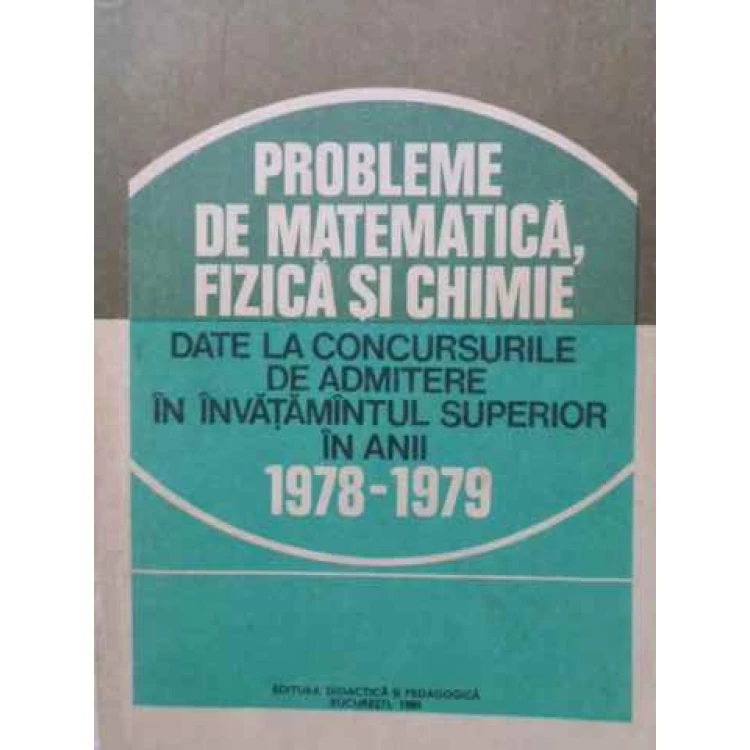 PROBLEME
DE MATEMATICĂ,
FIZICĂ ȘI CHIMIE
DATE LA CONCURSURILE
DE ADMITERE
ÎN ÎNVĂȚĂMÎNTUL SUPERIOR
ÎN ANII
1978-1979
EDITURA DIDACTICĂ ȘI PEDAGOGICĂ
BUCUREȘTI,